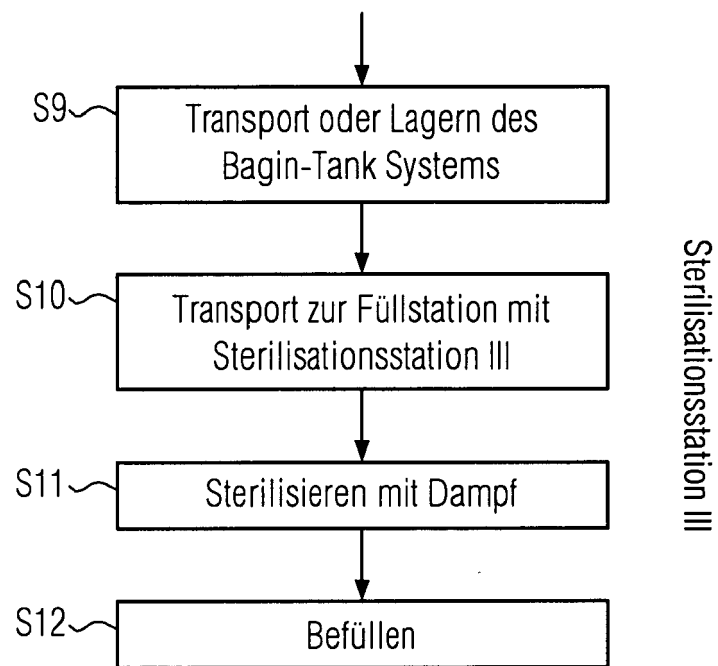 S9
Transport oder Lagern des
Bagin-Tank Systems
S10
Transport zur Füllstation mit
Sterilisationsstation III
S11
Sterilisieren mit Dampf
S12
Befüllen
Sterilisationsstation III